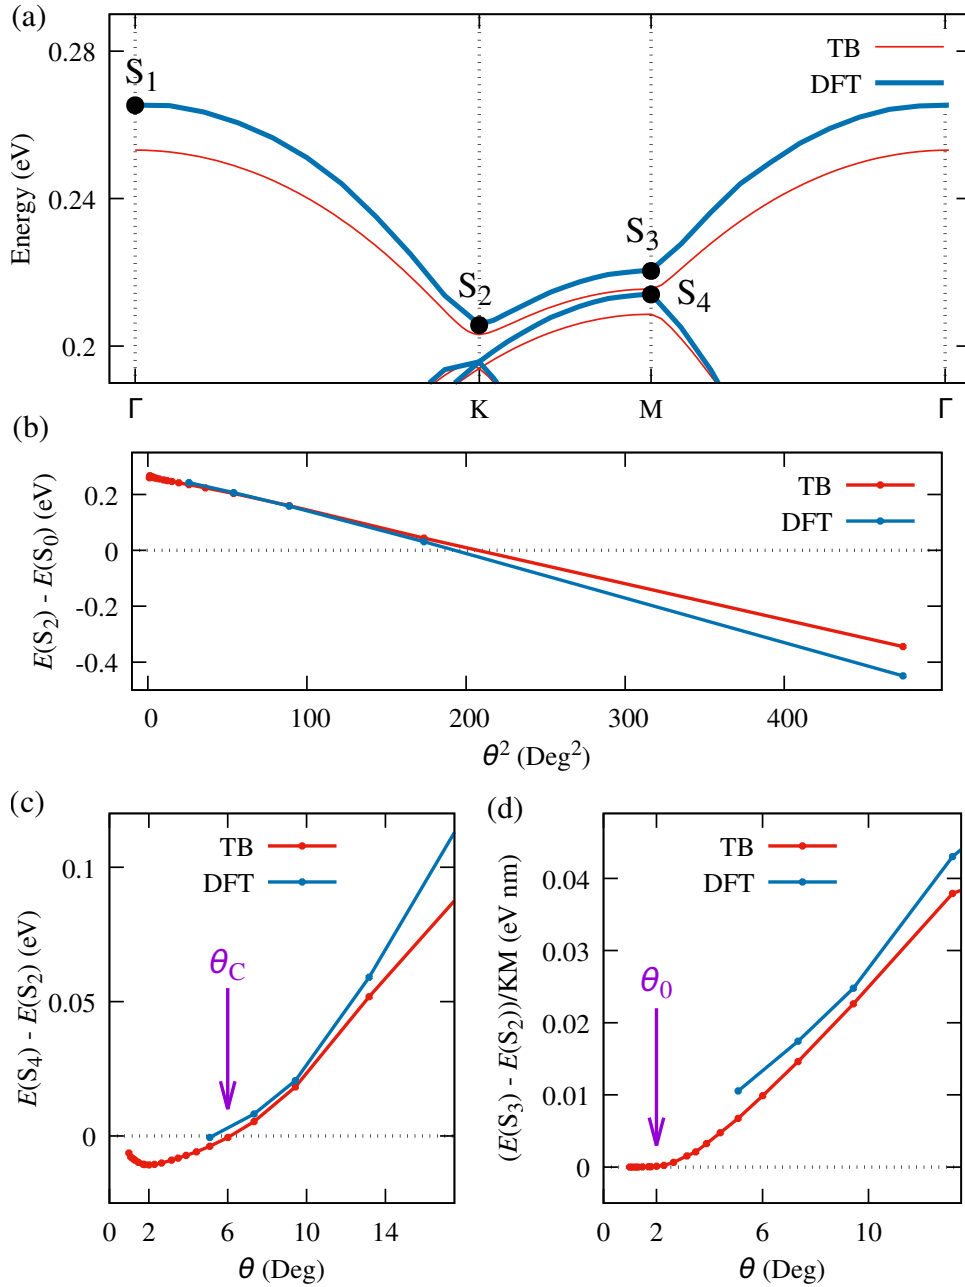 (a)
0.28
0.24
0.2
Energy (eV)
S1
S2
S3
S4
TB
DFT
Γ
K
M
Γ
(b)
0.2
0
-0.2
-0.4
E(S2) - E(S0) (eV)
TB
DFT
0
100
200
300
400
θ² (Deg²)
(c)
0.1
0.05
0
E(S4) - E(S2) (eV)
TB
DFT
θC
0
2
6
10
14
θ (Deg)
(d)
0.04
0.03
0.02
0.01
0
(E(S3) - E(S2))/KM (eV nm)
TB
DFT
θ0
0
2
6
10
θ (Deg)